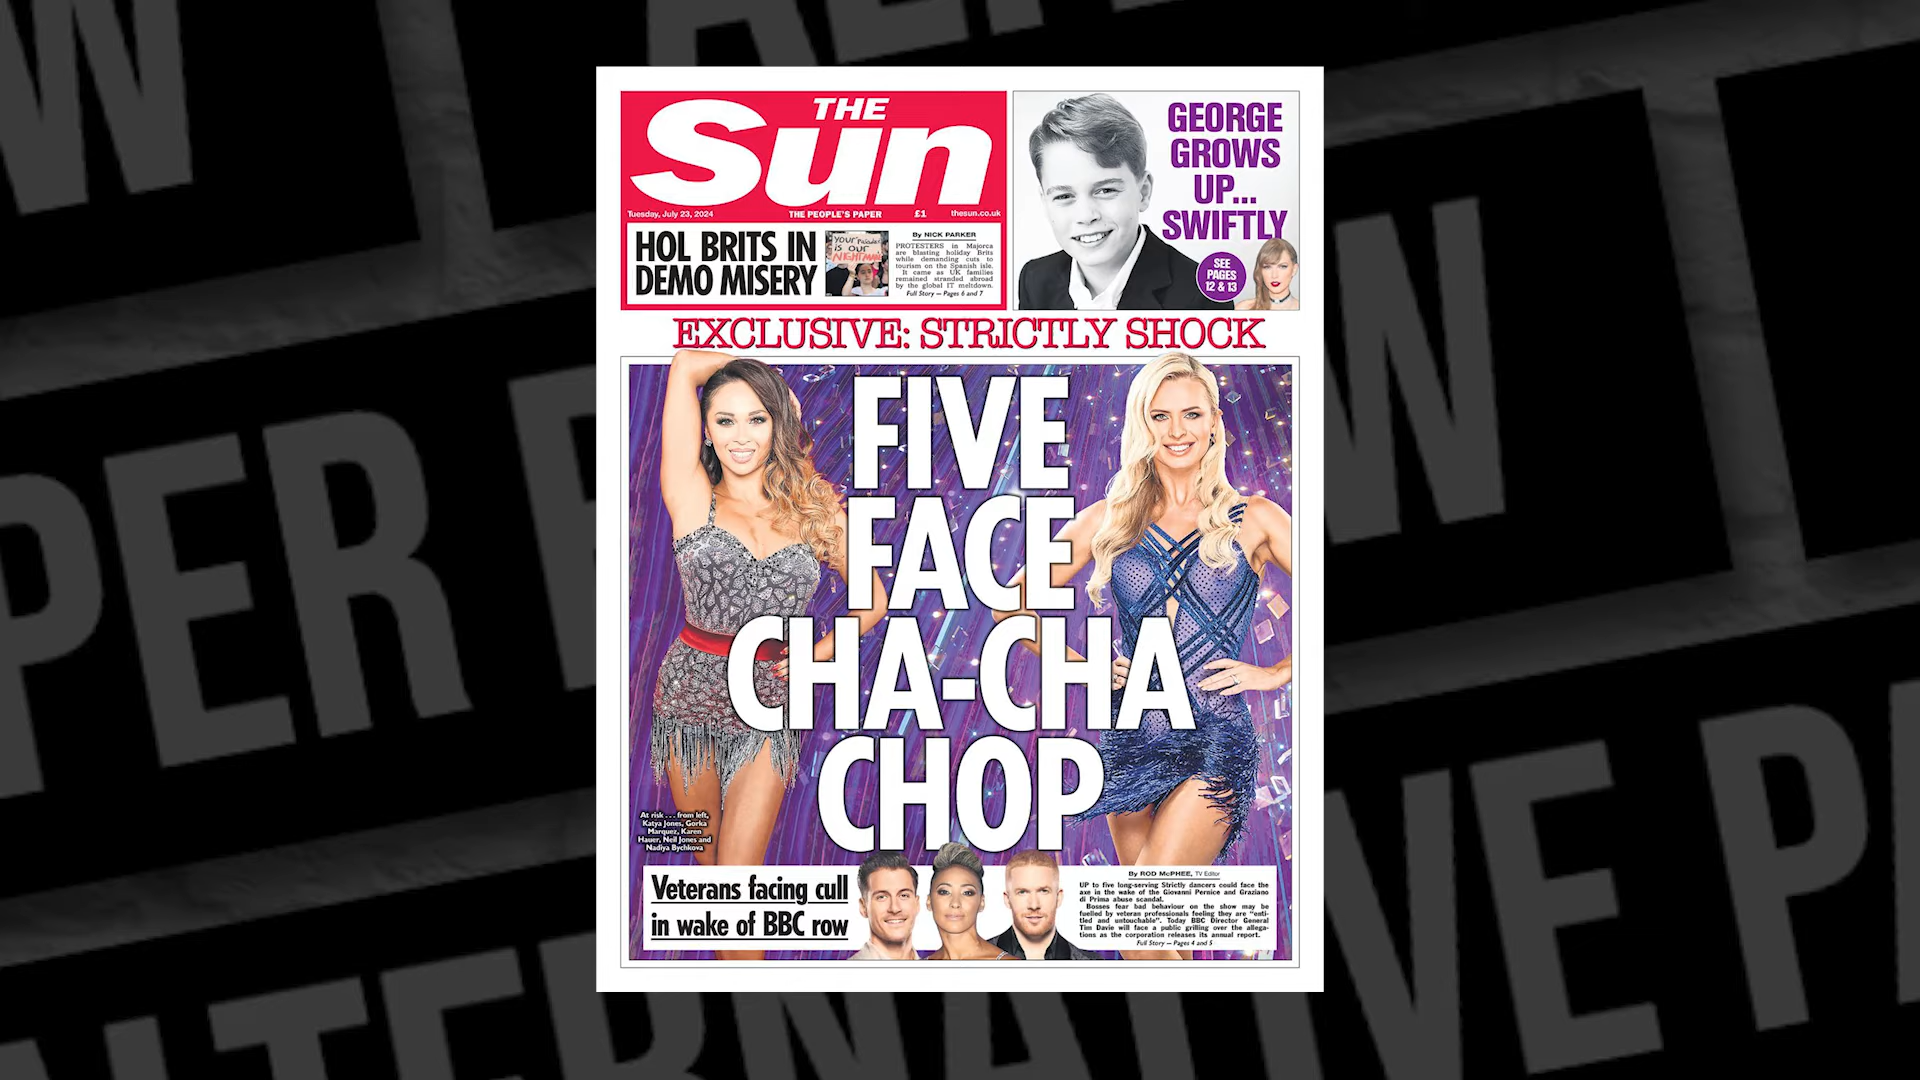 THE
Sun
Tuesday, July 23, 2024
THE PEOPLE'S PAPER
£1
thesun.co.uk
HOL BRITS IN
DEMO MISERY
YOUR Paradise
IS OUR
NIGHTMARE
By NICK PARKER
PROTESTERS in Majorca
are blasting holiday Brits
while demanding cuts to
tourism on the Spanish isle.
It came as UK families
remained stranded abroad
by the global IT meltdown.
Full Story — Pages 6 and 7
GEORGE
GROWS
UP...
SWIFTLY
SEE
PAGES
12 & 13
EXCLUSIVE: STRICTLY SHOCK
FIVE
FACE
CHA-CHA
CHOP
At risk . . . from left,
Katya Jones, Gorka
Marquez, Karen
Hauer, Neil Jones and
Nadiya Bychkova
Veterans facing cull
in wake of BBC row
By ROD McPHEE, TV Editor
UP to five long-serving Strictly dancers could face the
axe in the wake of the Giovanni Pernice and Graziano
di Prima abuse scandal.
Bosses fear bad behaviour on the show may be
fuelled by veteran professionals feeling they are "enti-
tled and untouchable". Today BBC Director General
Tim Davie will face a public grilling over the allega-
tions as the corporation releases its annual report.
Full Story — Pages 4 and 5